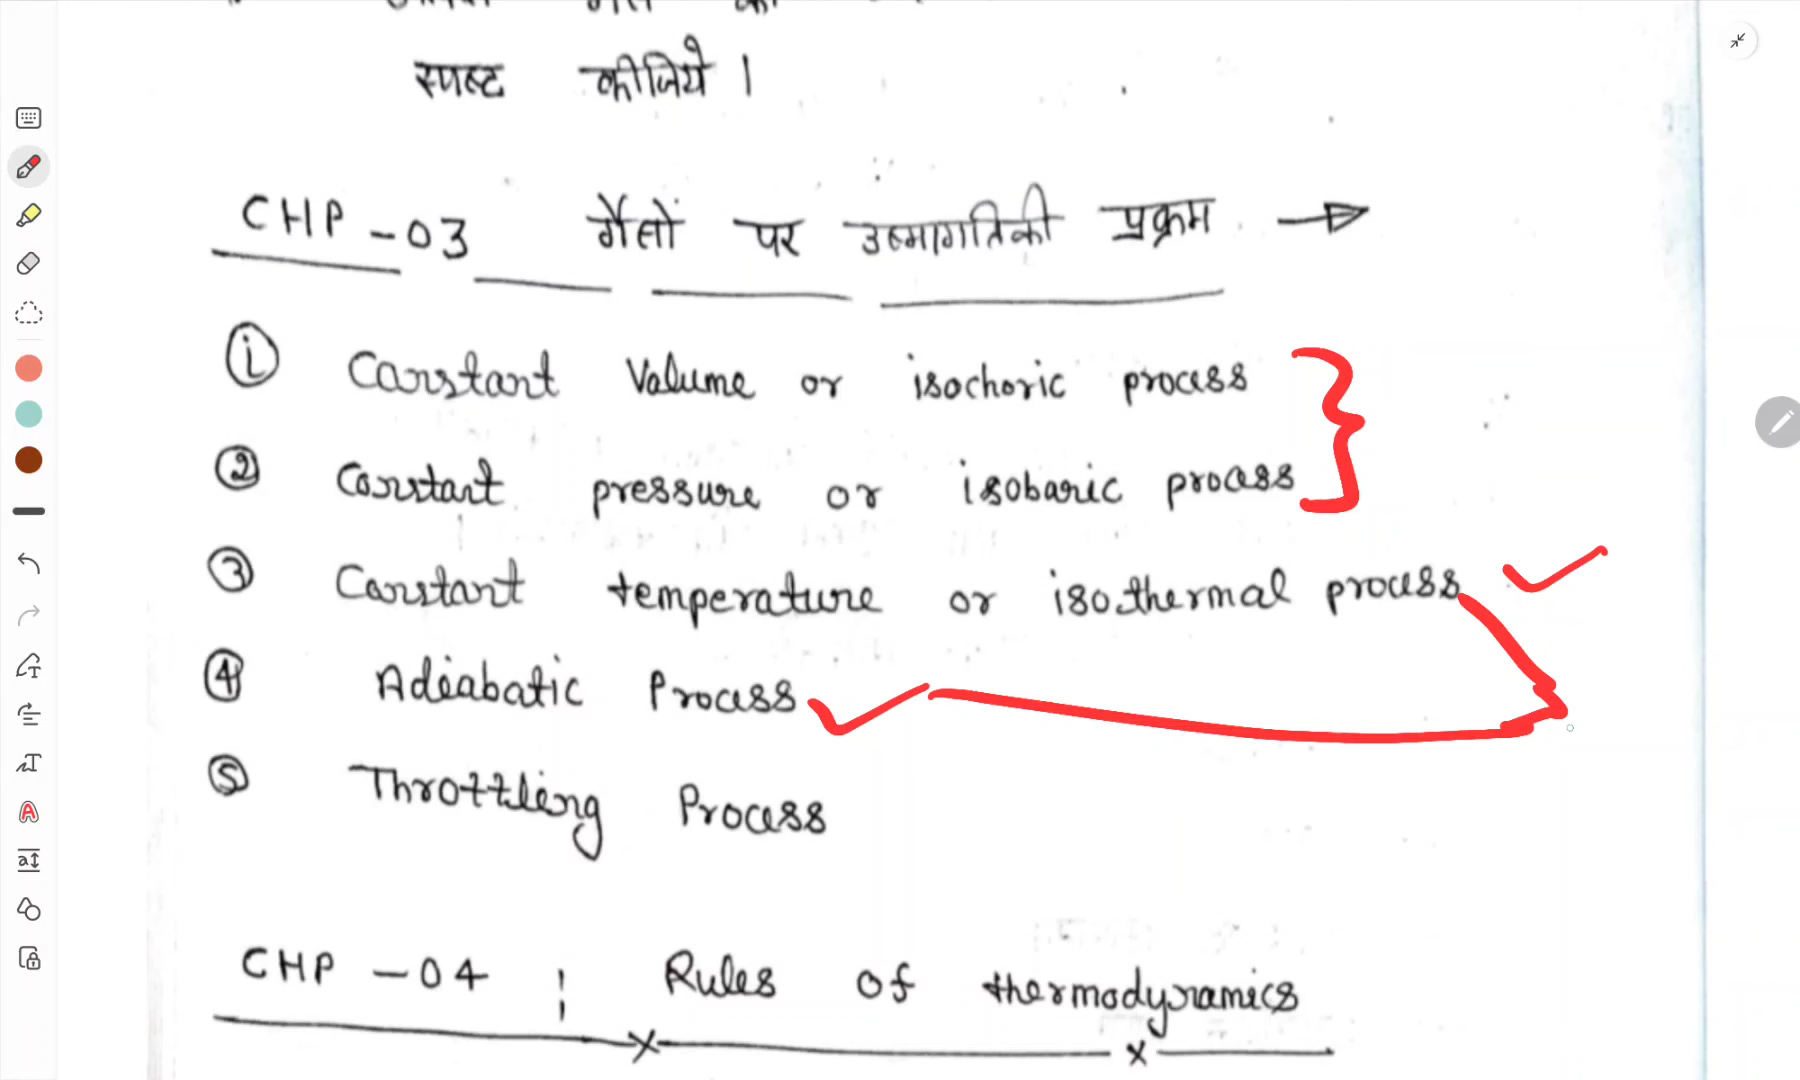 स्पष्ट कीजिये ।
CHP - 03 गैसों पर उष्मागतिकी प्रक्रम →
① Constant Volume or isochoric process
② Constant pressure or isobaric process
③ Constant temperature or isothermal process
④ Adiabatic Process
⑤ Throttling Process
CHP - 04 : Rules of thermodynamics